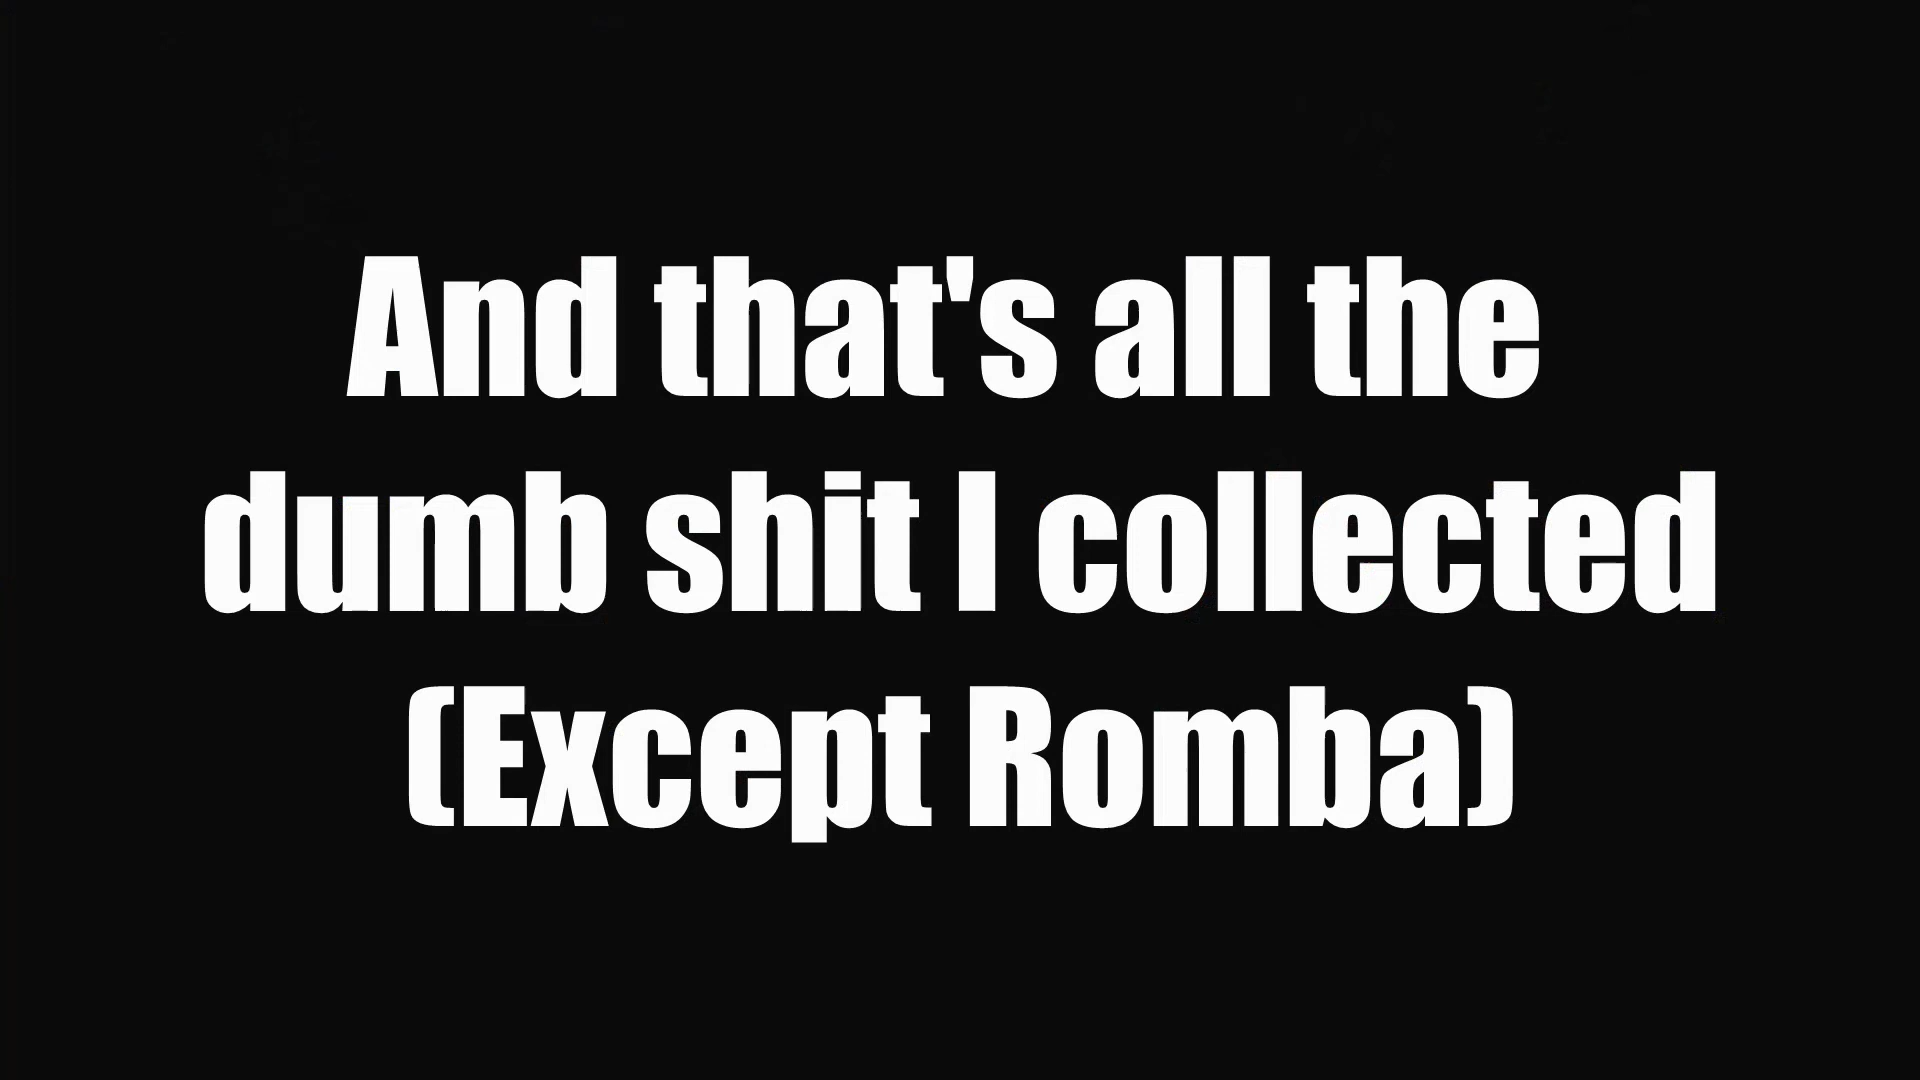 And that's all the
dumb shit I collected
(Except Romba)